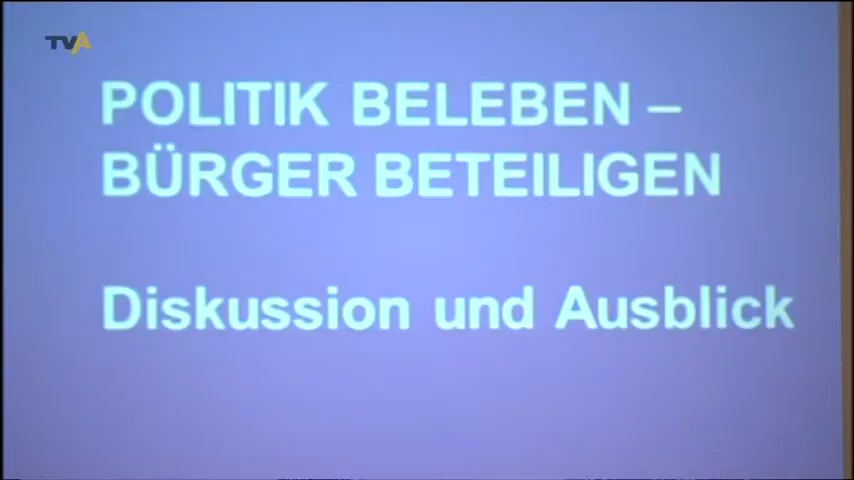 TVA
POLITIK BELEBEN –
BÜRGER BETEILIGEN
Diskussion und Ausblick